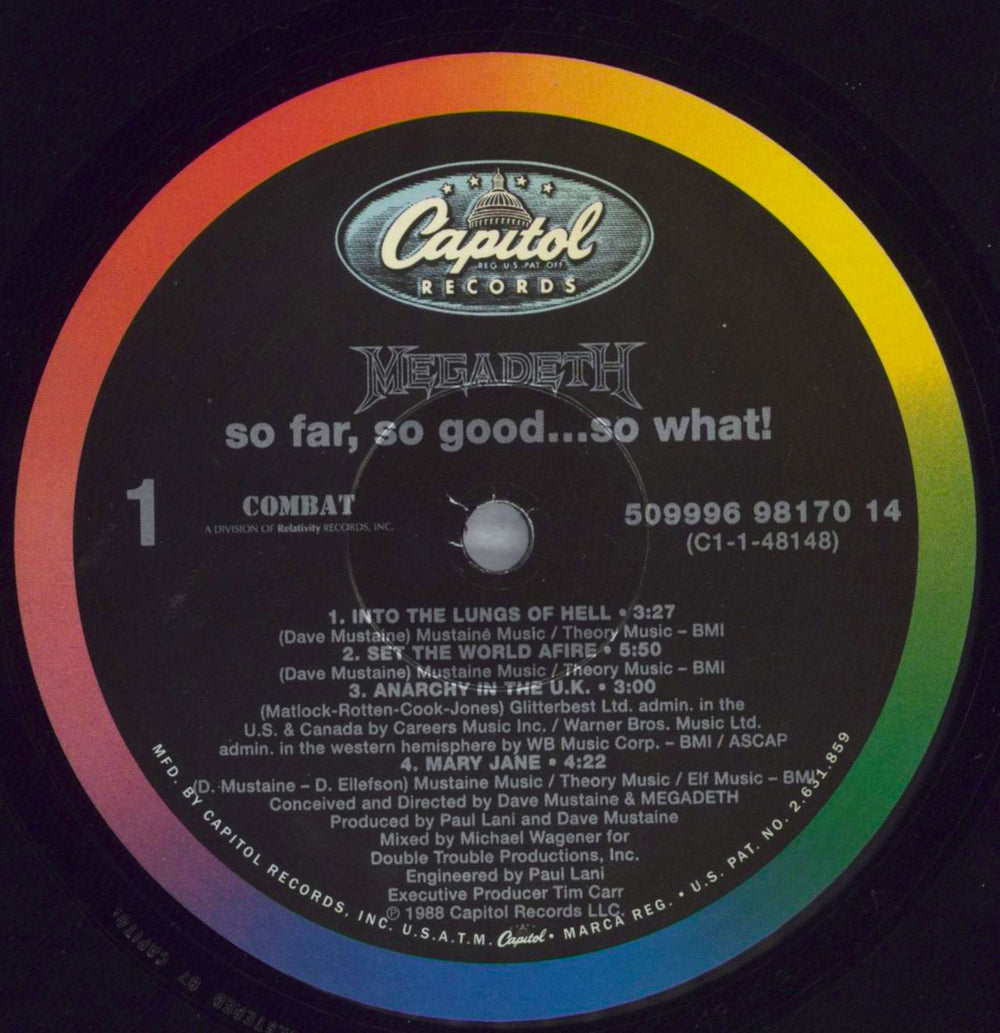 Capitol
REG. U.S. PAT. OFF.
RECORDS
MEGADETH
so far, so good...so what!
1
COMBAT
A DIVISION OF Relativity RECORDS, INC.
509996 98170 14
(C1-1-48148)
1. INTO THE LUNGS OF HELL • 3:27
(Dave Mustaine) Mustaine Music / Theory Music – BMI
2. SET THE WORLD AFIRE • 5:50
(Dave Mustaine) Mustaine Music / Theory Music – BMI
3. ANARCHY IN THE U.K. • 3:00
(Matlock-Rotten-Cook-Jones) Glitterbest Ltd. admin. in the
U.S. & Canada by Careers Music Inc. / Warner Bros. Music Ltd.
admin. in the western hemisphere by WB Music Corp. – BMI / ASCAP
4. MARY JANE • 4:22
(D. Mustaine – D. Ellefson) Mustaine Music / Theory Music / Elf Music – BMI
Conceived and Directed by Dave Mustaine & MEGADETH
Produced by Paul Lani and Dave Mustaine
Mixed by Michael Wagener for
Double Trouble Productions, Inc.
Engineered by Paul Lani
Executive Producer Tim Carr
℗ 1988 Capitol Records LLC.
MFD. BY CAPITOL RECORDS, INC. U.S.A. T.M. Capitol • MARCA REG. • U.S. PAT. NO. 2,631,859
MASTERED BY CAPITOL